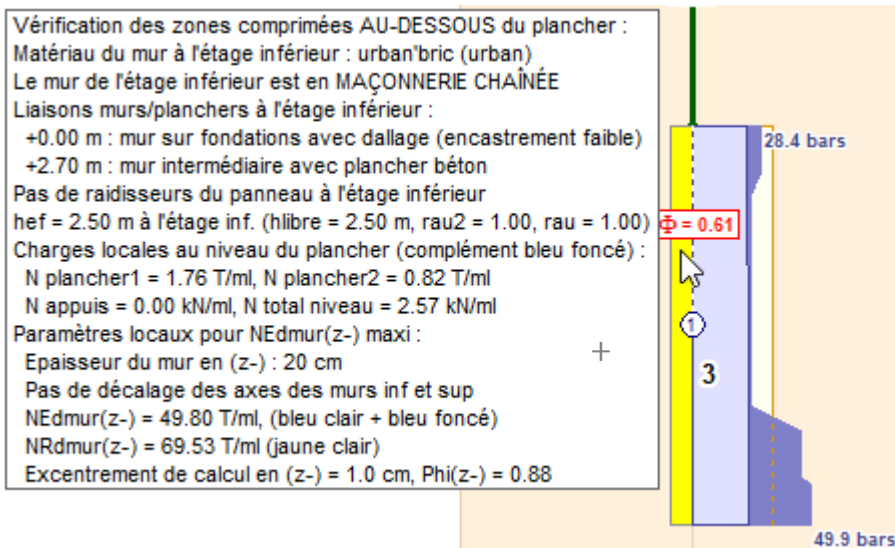 Vérification des zones comprimées AU-DESSOUS du plancher :
Matériau du mur à l'étage inférieur : urban'bric (urban)
Le mur de l'étage inférieur est en MAÇONNERIE CHAÎNÉE
Liaisons murs/planchers à l'étage inférieur :
+0.00 m : mur sur fondations avec dallage (encastrement faible)
+2.70 m : mur intermédiaire avec plancher béton
Pas de raidisseurs du panneau à l'étage inférieur
hef = 2.50 m à l'étage inf. (hlibre = 2.50 m, rau2 = 1.00, rau = 1.00)
Charges locales au niveau du plancher (complément bleu foncé) :
N plancher1 = 1.76 T/ml, N plancher2 = 0.82 T/ml
N appuis = 0.00 kN/ml, N total niveau = 2.57 kN/ml
Paramètres locaux pour NEdmur(z-) maxi :
Epaisseur du mur en (z-) : 20 cm
Pas de décalage des axes des murs inf et sup
NEdmur(z-) = 49.80 T/ml, (bleu clair + bleu foncé)
NRdmur(z-) = 69.53 T/ml (jaune clair)
Excentrement de calcul en (z-) = 1.0 cm, Phi(z-) = 0.88
28.4 bars
Φ = 0.61
1
3
49.9 bars